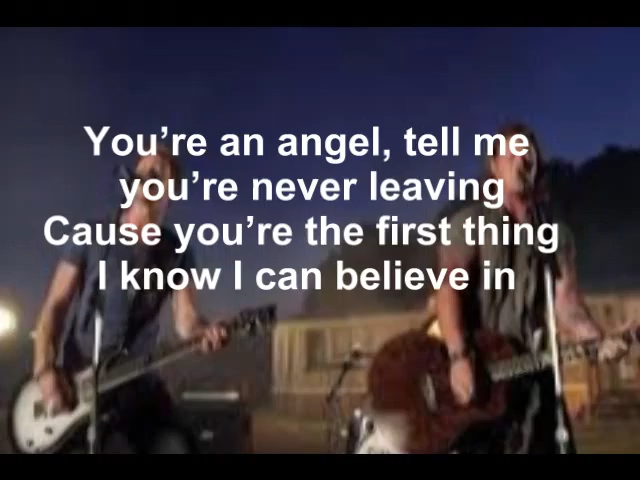 You’re an angel, tell me
you’re never leaving
Cause you’re the first thing
I know I can believe in